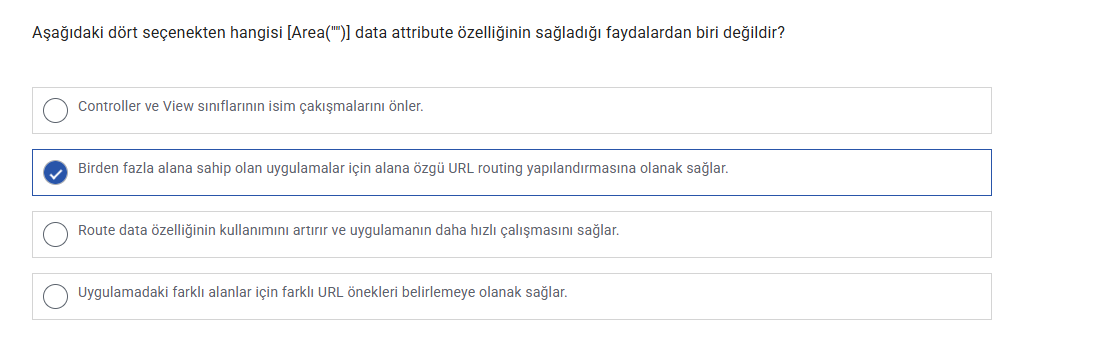 Aşağıdaki dört seçenekten hangisi [Area("")] data attribute özelliğinin sağladığı faydalardan biri değildir?
Controller ve View sınıflarının isim çakışmalarını önler.
Birden fazla alana sahip olan uygulamalar için alana özgü URL routing yapılandırmasına olanak sağlar.
Route data özelliğinin kullanımını artırır ve uygulamanın daha hızlı çalışmasını sağlar.
Uygulamadaki farklı alanlar için farklı URL önekleri belirlemeye olanak sağlar.